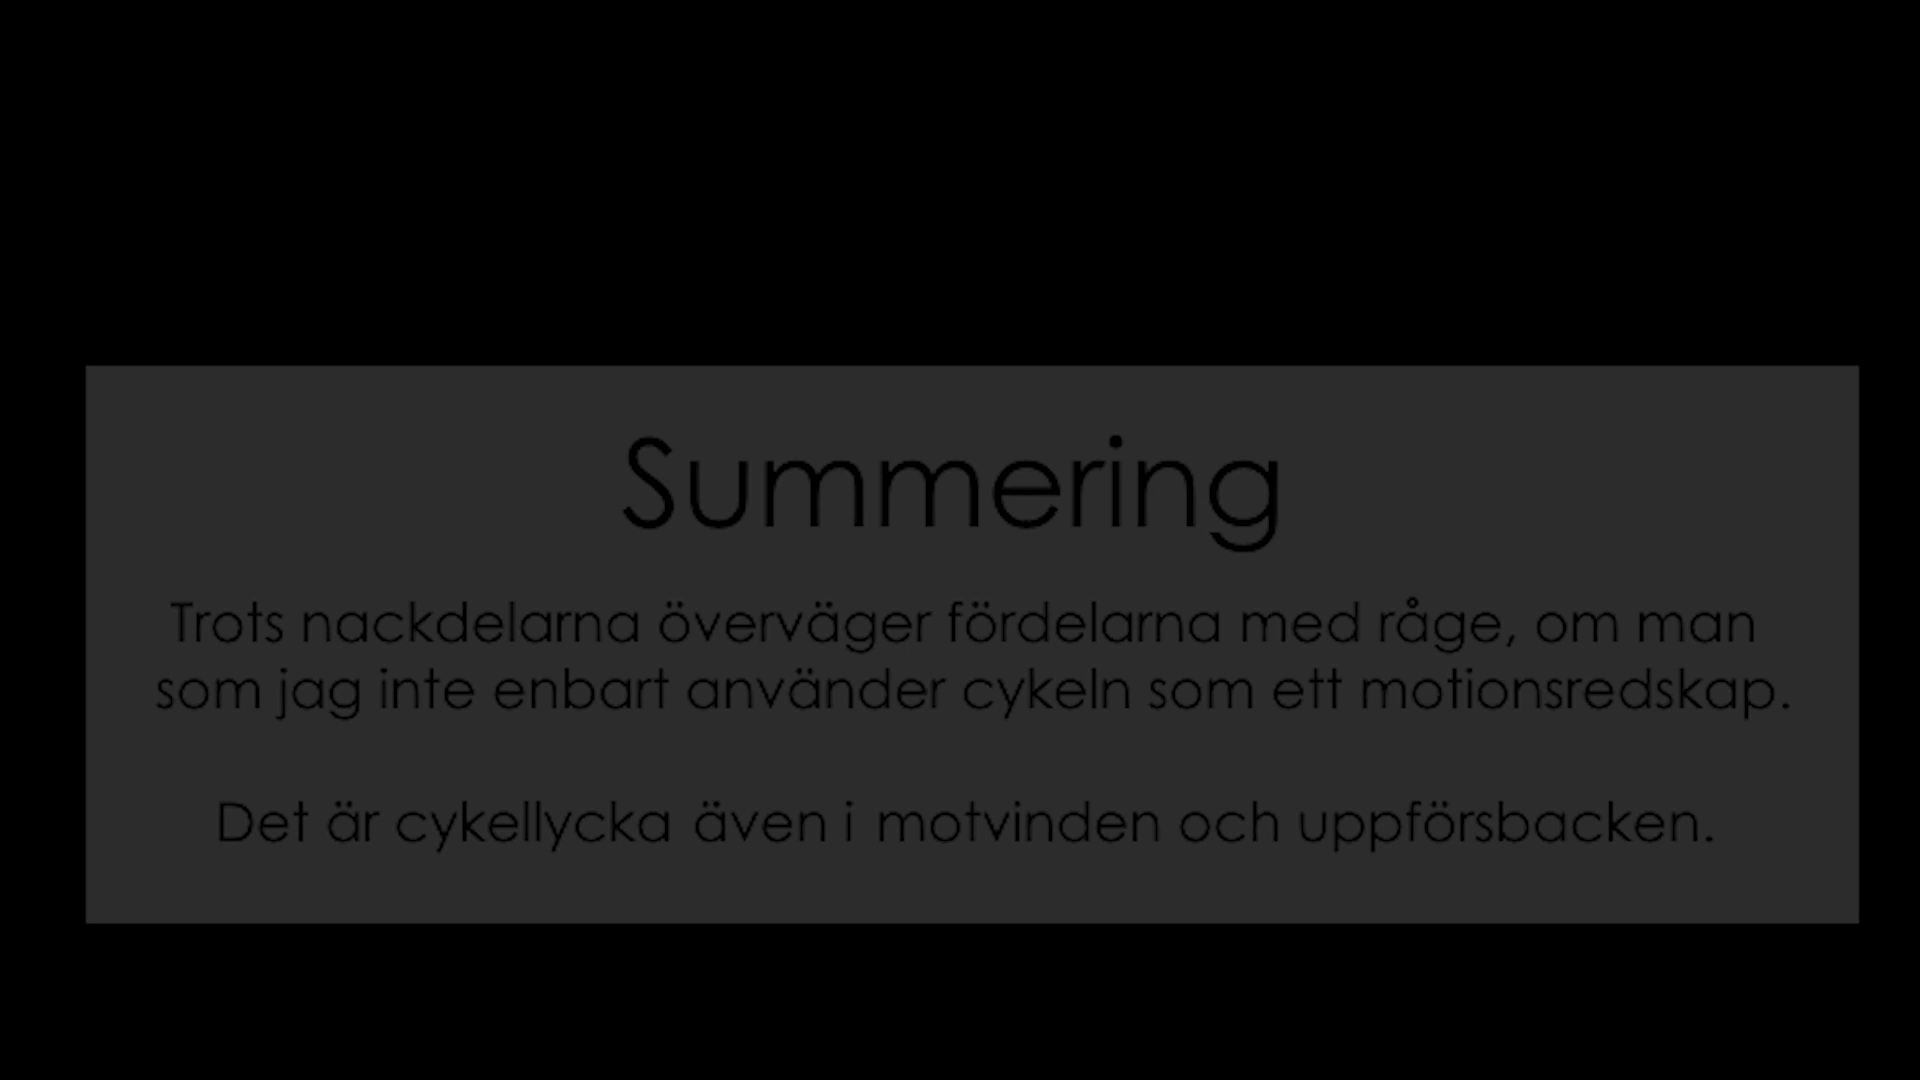 Summering
Trots nackdelarna överväger fördelarna med råge, om man
som jag inte enbart använder cykeln som ett motionsredskap.
Det är cykellycka även i motvinden och uppförsbacken.